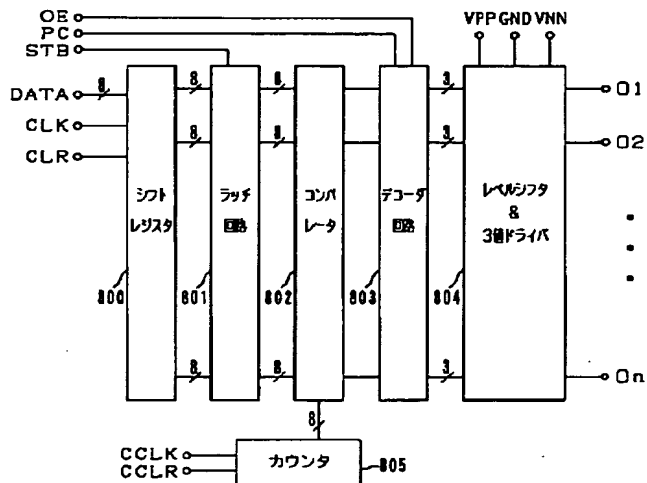 OE
PC
STB
VPP GND VNN
DATA 8 8 8 3 O1
CLK
8 8 3 O2
CLR
シフト
レジスタ
ラッチ
回路
コンパ
レータ
デコーダ
回路
レベルシフタ
&
3値ドライバ
800 801 802 803 804
8 8 3 On
8
CCLK
CCLR
カウンタ
805